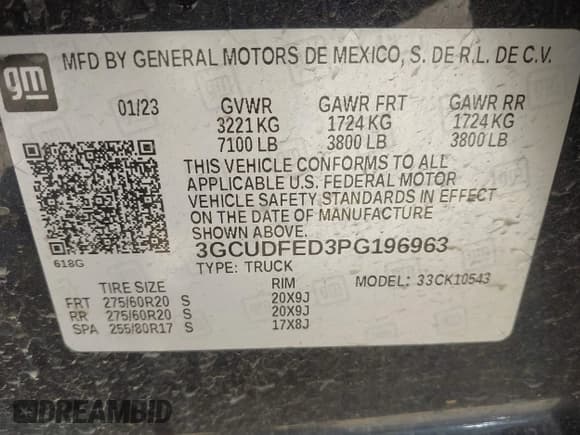 gm
MFD BY GENERAL MOTORS DE MEXICO, S. DE R.L. DE C.V.
01/23 GVWR GAWR FRT GAWR RR
3221 KG 1724 KG 1724 KG
7100 LB 3800 LB 3800 LB
THIS VEHICLE CONFORMS TO ALL
APPLICABLE U.S. FEDERAL MOTOR
VEHICLE SAFETY STANDARDS IN EFFECT
ON THE DATE OF MANUFACTURE
SHOWN ABOVE.
3GCUDFED3PG196963
618G
TYPE: TRUCK MODEL: 33CK10543
TIRE SIZE RIM
FRT 275/60R20 S 20X9J
RR 275/60R20 S 20X9J
SPA 255/80R17 S 17X8J
DREAMBID